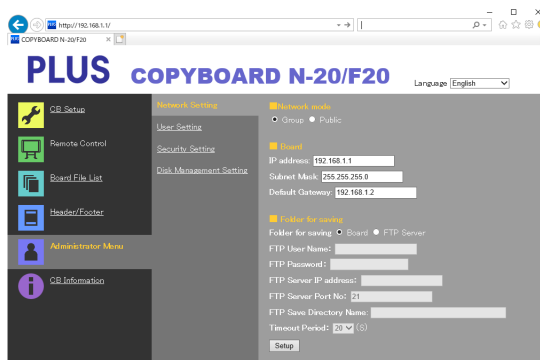 http://192.168.1.1/
COPYBOARD N-20/F20
PLUS COPYBOARD N-20/F20
Language English
CB Setup
Remote Control
Board File List
Header/Footer
Administrator Menu
CB Information
Network Setting
User Setting
Security Setting
Disk Management Setting
Network mode
Group Public
Board
IP address: 192.168.1.1
Subnet Mask: 255.255.255.0
Default Gateway: 192.168.1.2
Folder for saving
Folder for saving Board FTP Server
FTP User Name:
FTP Password:
FTP Server IP address:
FTP Server Port No: 21
FTP Save Directory Name:
Timeout Period: 20 (S)
Setup